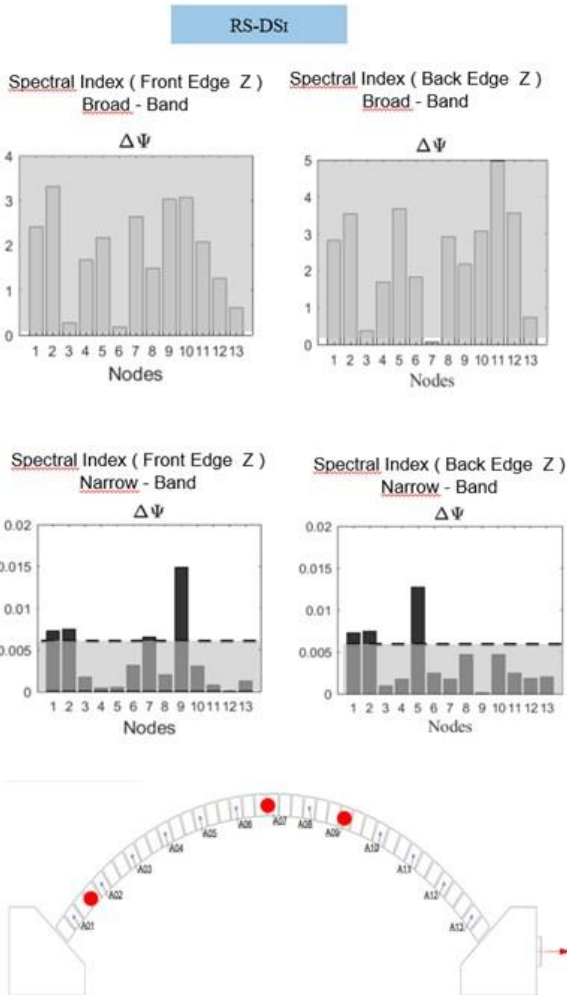 RS-DSI
Spectral Index ( Front Edge Z )
Broad - Band
ΔΨ
4
3
2
1
0
1 2 3 4 5 6 7 8 9 10 11 12 13
Nodes
Spectral Index ( Back Edge Z )
Broad - Band
ΔΨ
5
4
3
2
1
0
1 2 3 4 5 6 7 8 9 10 11 12 13
Nodes
Spectral Index ( Front Edge Z )
Narrow - Band
ΔΨ
0.02
0.015
0.01
0.005
0
1 2 3 4 5 6 7 8 9 10 11 12 13
Nodes
Spectral Index ( Back Edge Z )
Narrow - Band
ΔΨ
0.02
0.015
0.01
0.005
0
1 2 3 4 5 6 7 8 9 10 11 12 13
Nodes
A01
A02
A03
A04
A05
A06
A07
A08
A09
A10
A11
A12
A13